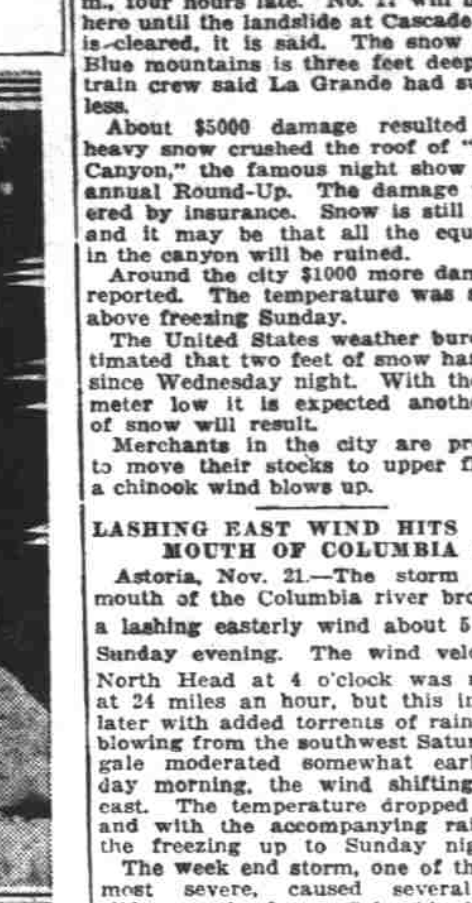 m., four hours late. No. 17 will
here until the landslide at Cascade
is cleared, it is said. The snow
Blue mountains is three feet deep
train crew said La Grande had
less.
About $5000 damage resulted
heavy snow crushed the roof of "
Canyon," the famous night show
annual Round-Up. The damage
ered by insurance. Snow is still
and it may be that all the equ
in the canyon will be ruined.
Around the city $1000 more dam
reported. The temperature was
above freezing Sunday.
The United States weather bure
timated that two feet of snow ha
since Wednesday night. With th
meter low it is expected anothe
of snow will result.
Merchants in the city are pr
to move their stocks to upper f
a chinook wind blows up.
LASHING EAST WIND HITS
MOUTH OF COLUMBIA
Astoria, Nov. 21.—The storm
mouth of the Columbia river bro
a lashing easterly wind about 5
Sunday evening. The wind velo
North Head at 4 o'clock was
at 24 miles an hour, but this in
later with added torrents of rain
blowing from the southwest Satur
gale moderated somewhat earl
day morning, the wind shifting
east. The temperature dropped
and with the accompanying rai
the freezing up to Sunday nig
The week end storm, one of th
most severe, caused several